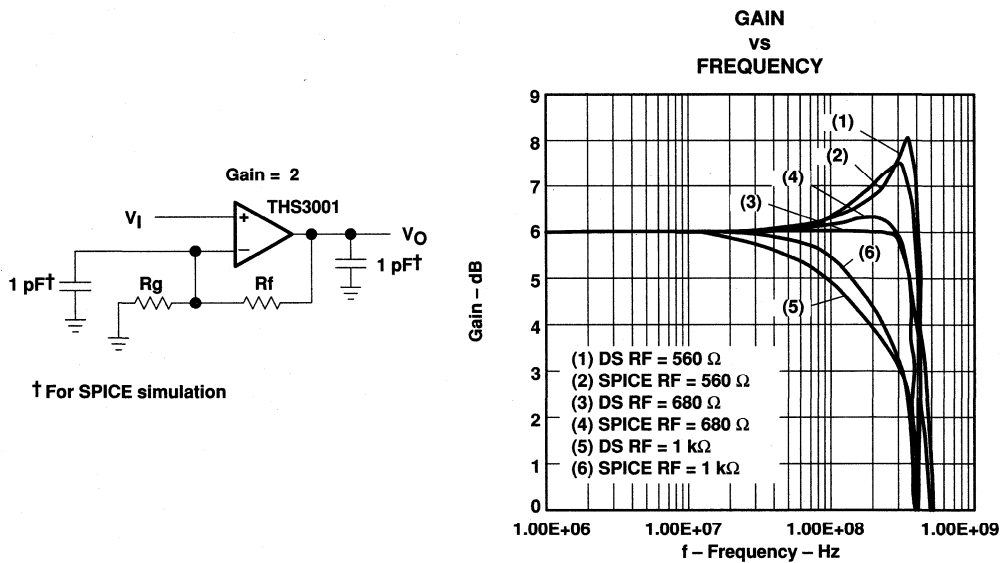 Gain = 2
THS3001
VI
+
−
VO
1 pF†
Rg
Rf
1 pF†
† For SPICE simulation
GAIN
vs
FREQUENCY
Gain – dB
9
8
7
6
5
4
3
2
1
0
(1)
(2)
(4)
(3)
(6)
(5)
(1) DS RF = 560 Ω
(2) SPICE RF = 560 Ω
(3) DS RF = 680 Ω
(4) SPICE RF = 680 Ω
(5) DS RF = 1 kΩ
(6) SPICE RF = 1 kΩ
1.00E+06 1.00E+07 1.00E+08 1.00E+09
f – Frequency – Hz